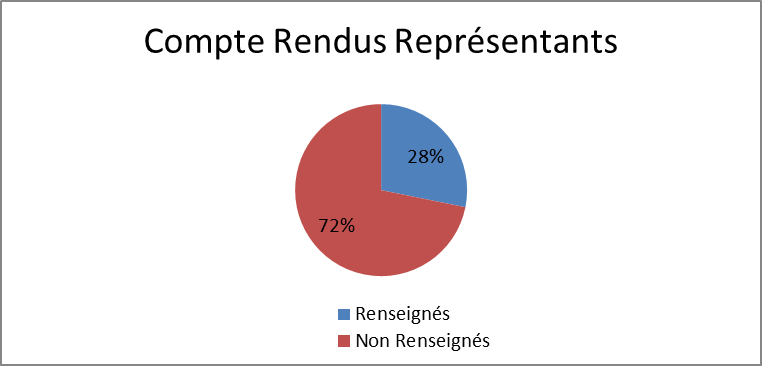 Compte Rendus Représentants
28%
72%
Renseignés
Non Renseignés